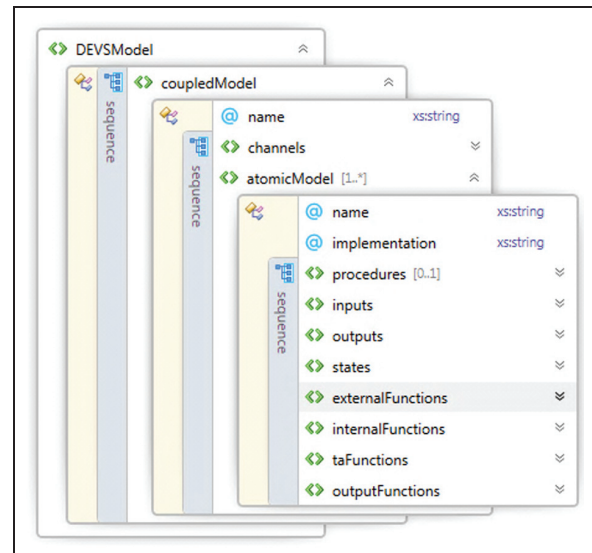 DEVSModel
sequence
coupledModel
sequence
@ name xs:string
channels
atomicModel [1..*]
sequence
@ name xs:string
@ implementation xs:string
procedures [0..1]
inputs
outputs
states
externalFunctions
internalFunctions
taFunctions
outputFunctions